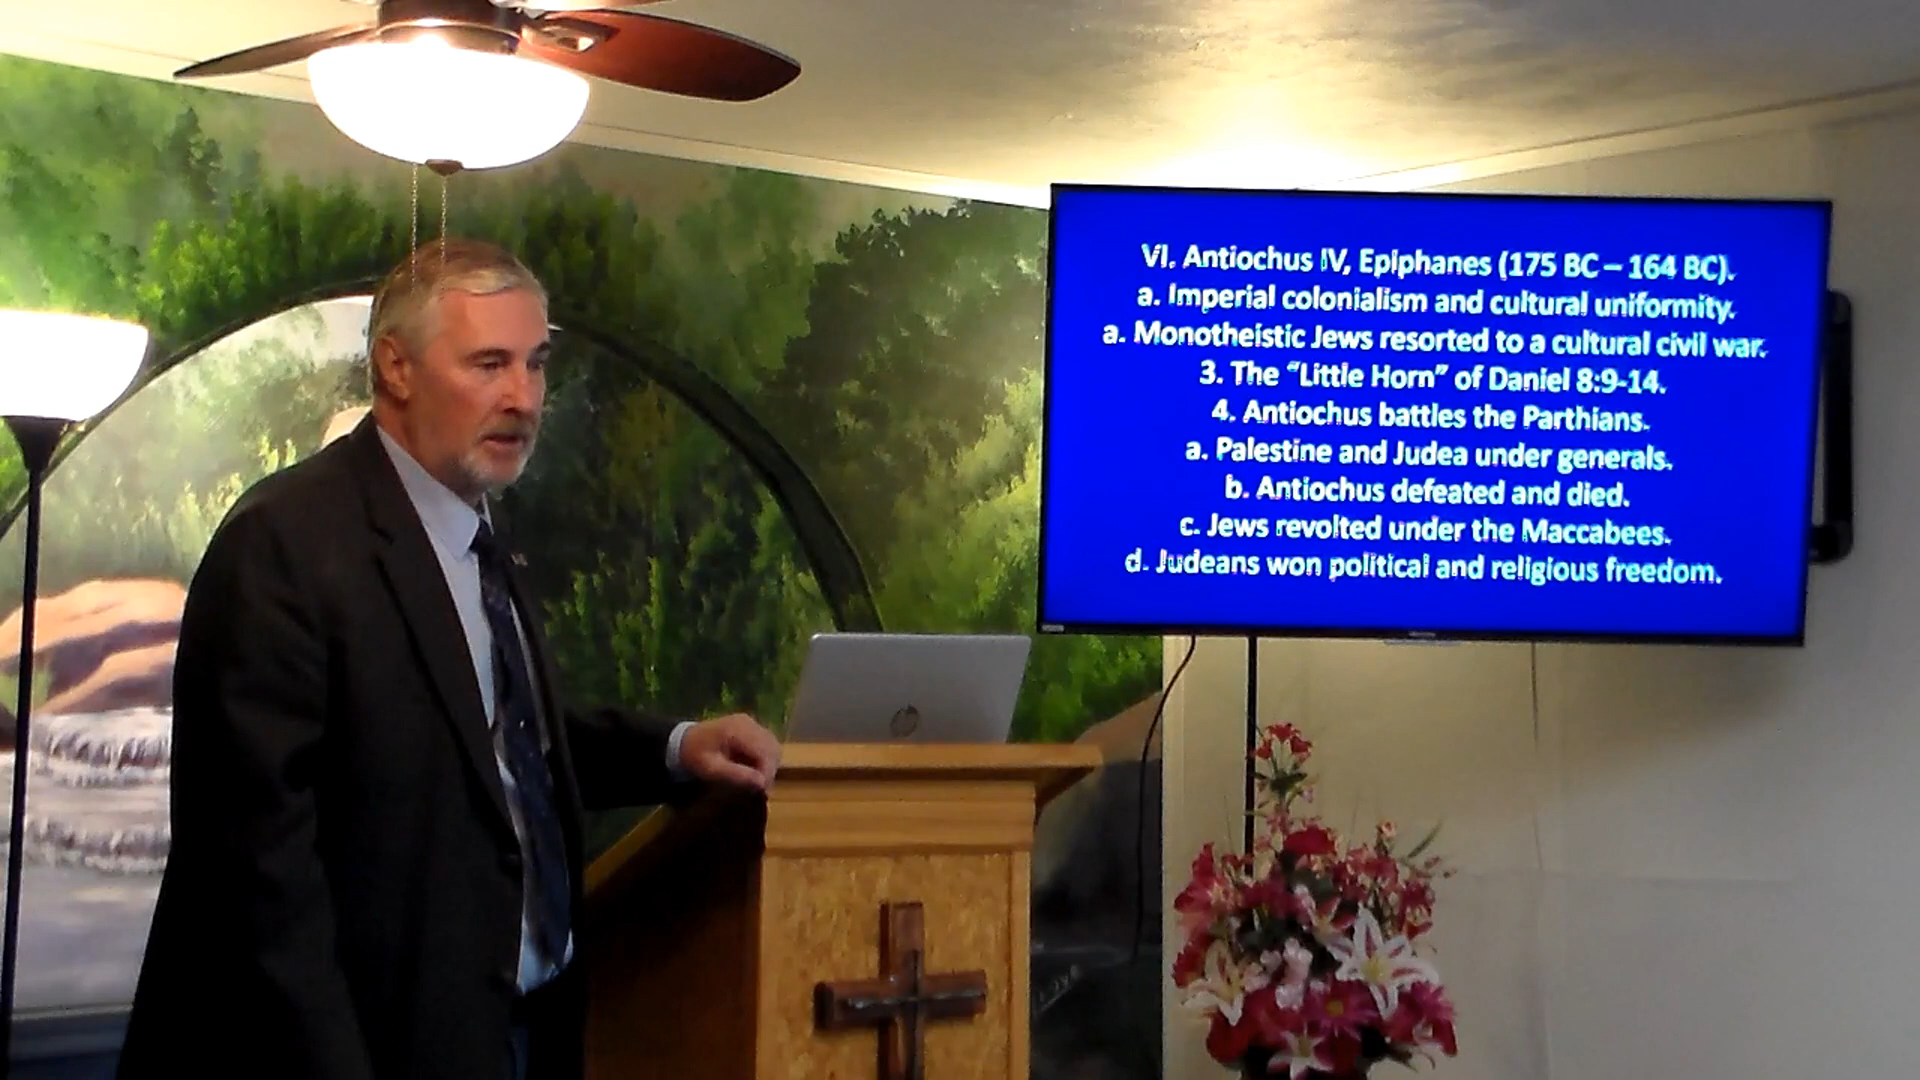 VI. Antiochus IV, Epiphanes (175 BC – 164 BC).
a. Imperial colonialism and cultural uniformity.
a. Monotheistic Jews resorted to a cultural civil war.
3. The “Little Horn” of Daniel 8:9-14.
4. Antiochus battles the Parthians.
a. Palestine and Judea under generals.
b. Antiochus defeated and died.
c. Jews revolted under the Maccabees.
d. Judeans won political and religious freedom.
hp